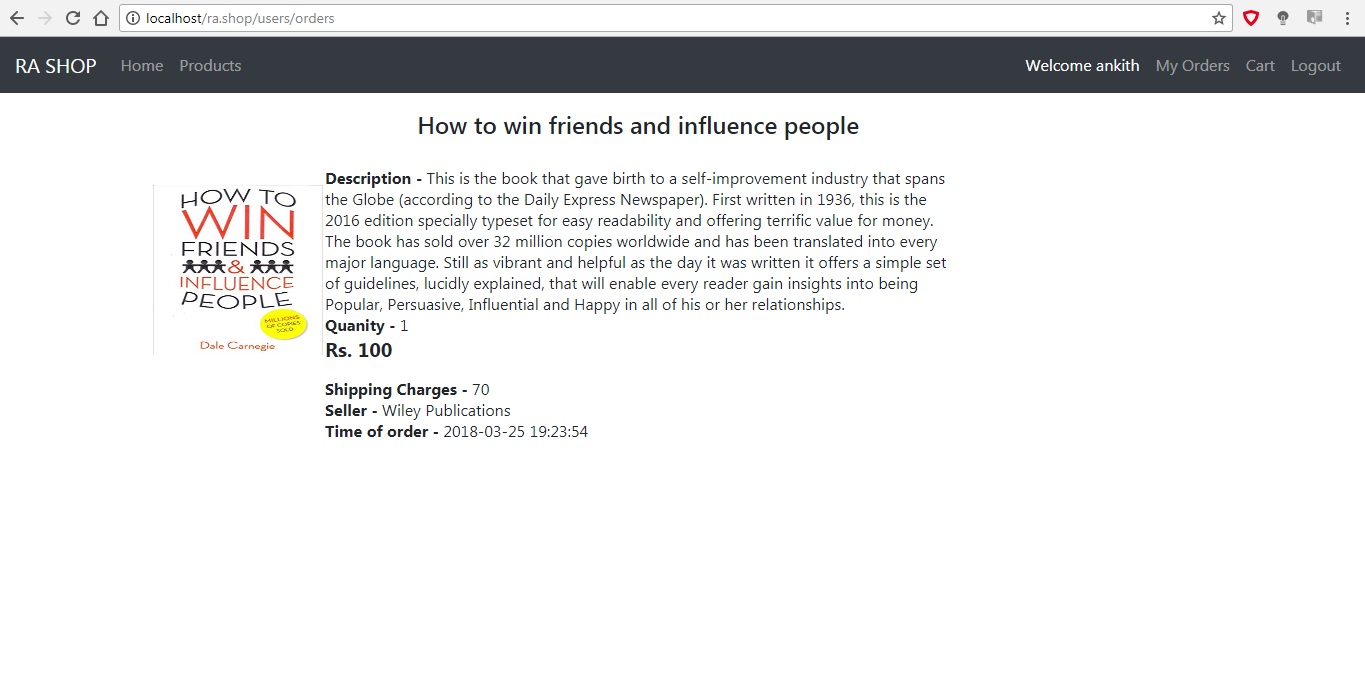 localhost/ra.shop/users/orders
RA SHOP Home Products Welcome ankith My Orders Cart Logout
How to win friends and influence people
HOW TO
WIN
FRIENDS
&
INFLUENCE
PEOPLE
MILLIONS
OF COPIES
SOLD
Dale Carnegie
Description - This is the book that gave birth to a self-improvement industry that spans
the Globe (according to the Daily Express Newspaper). First written in 1936, this is the
2016 edition specially typeset for easy readability and offering terrific value for money.
The book has sold over 32 million copies worldwide and has been translated into every
major language. Still as vibrant and helpful as the day it was written it offers a simple set
of guidelines, lucidly explained, that will enable every reader gain insights into being
Popular, Persuasive, Influential and Happy in all of his or her relationships.
Quanity - 1
Rs. 100
Shipping Charges - 70
Seller - Wiley Publications
Time of order - 2018-03-25 19:23:54